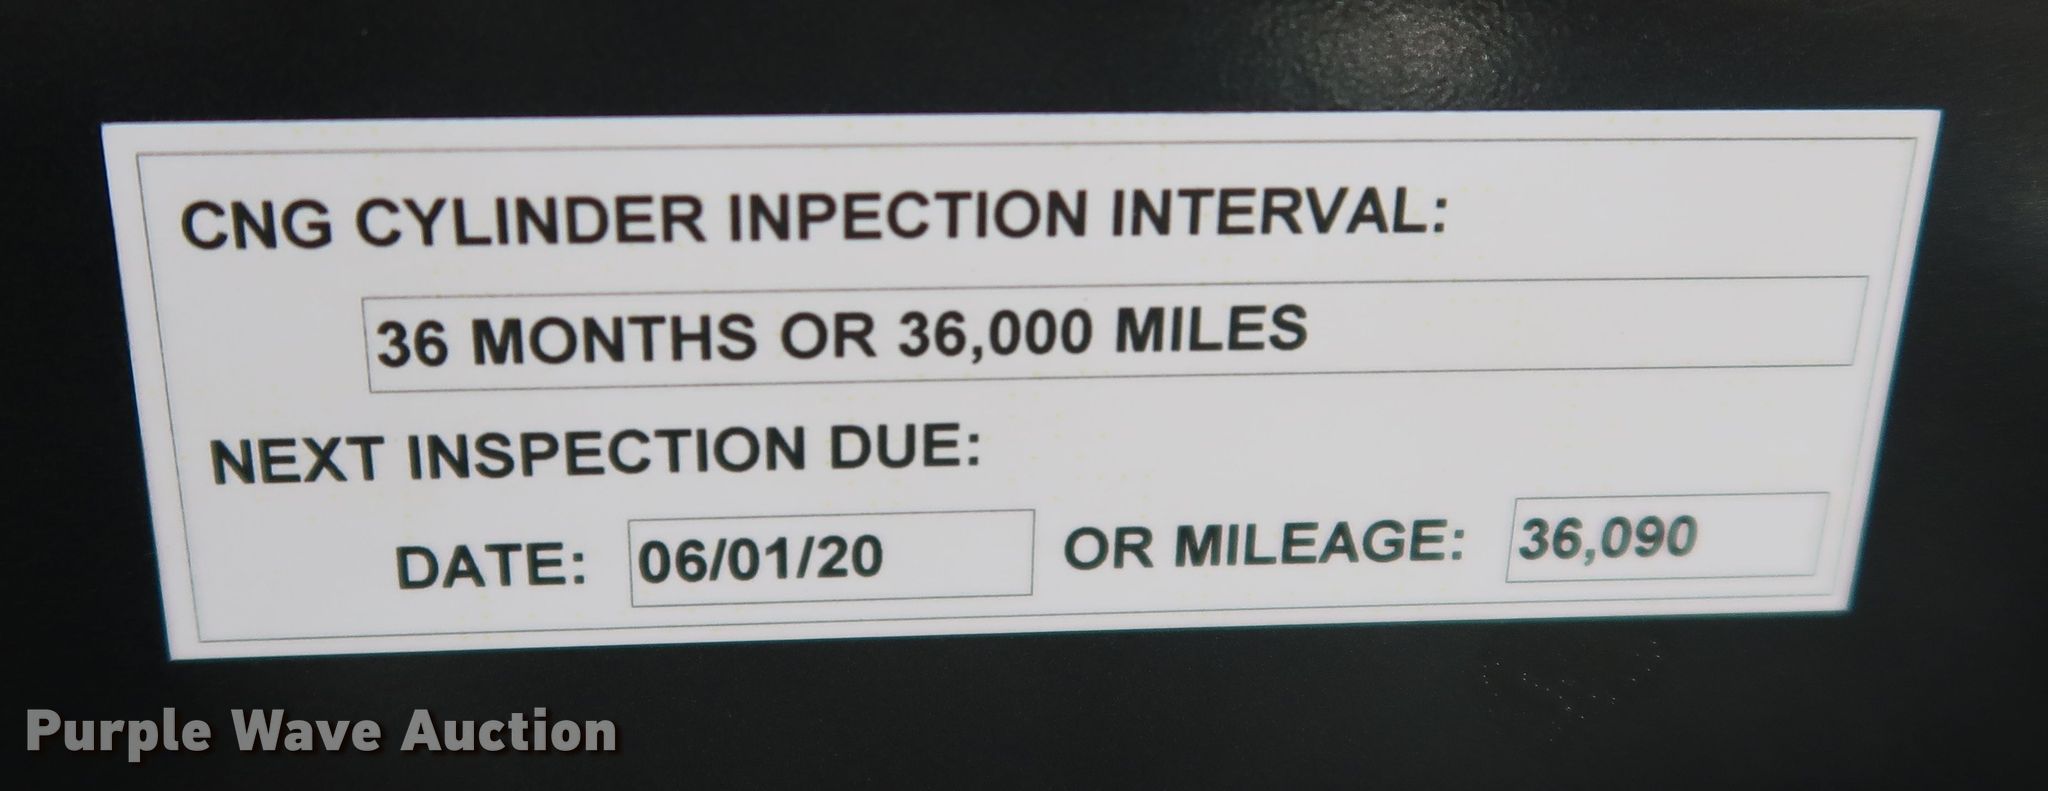 CNG CYLINDER INPECTION INTERVAL:
36 MONTHS OR 36,000 MILES
NEXT INSPECTION DUE:
DATE: 06/01/20 OR MILEAGE: 36,090
Purple Wave Auction